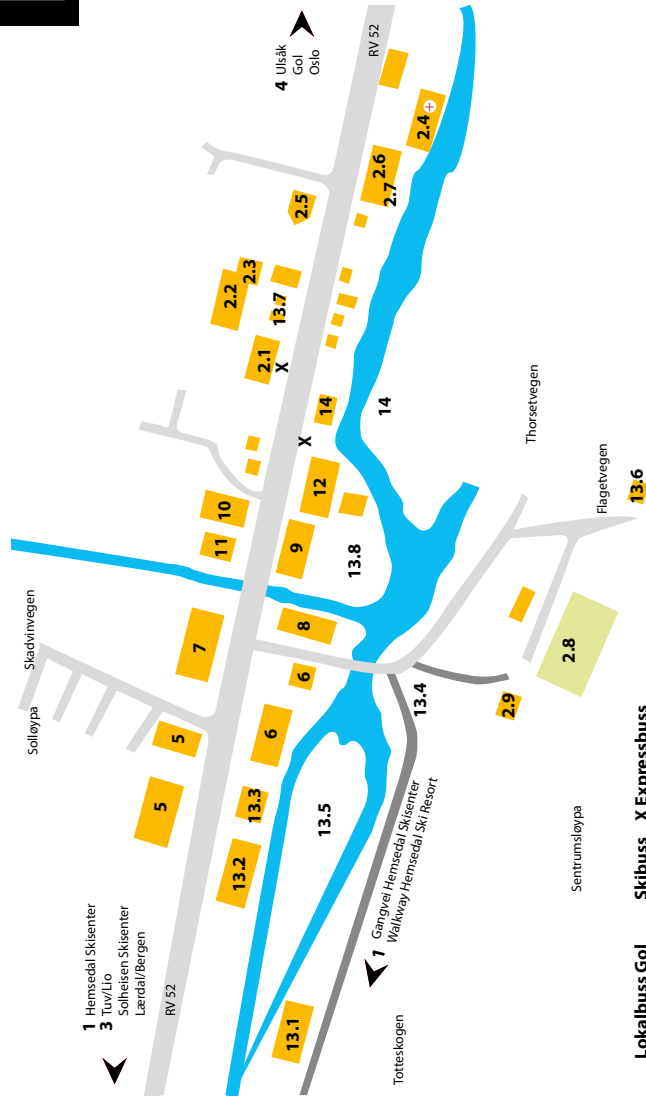 1 Hemsedal Skisenter
3 Tuv/Lio
Solheisen Skisenter
Lærdal/Bergen
RV 52
Solløypa
Skadvinvegen
4 Ulsåk
Gol
Oslo
RV 52
5
5
7
11
10
2.1
X
2.2
2.3
13.7
2.5
13.2
13.3
6
6
8
9
12
X
14
14
2.7
2.6
2.4
13.1
13.5
13.8
13.4
1 Gangvei Hemsedal Skisenter
Walkway Hemsedal Ski Resort
Totteskogen
Sentrumsløypa
2.9
2.8
Thorsetvegen
Flagetvegen
13.6
Lokalbuss Gol
Skibuss
X Expressbuss